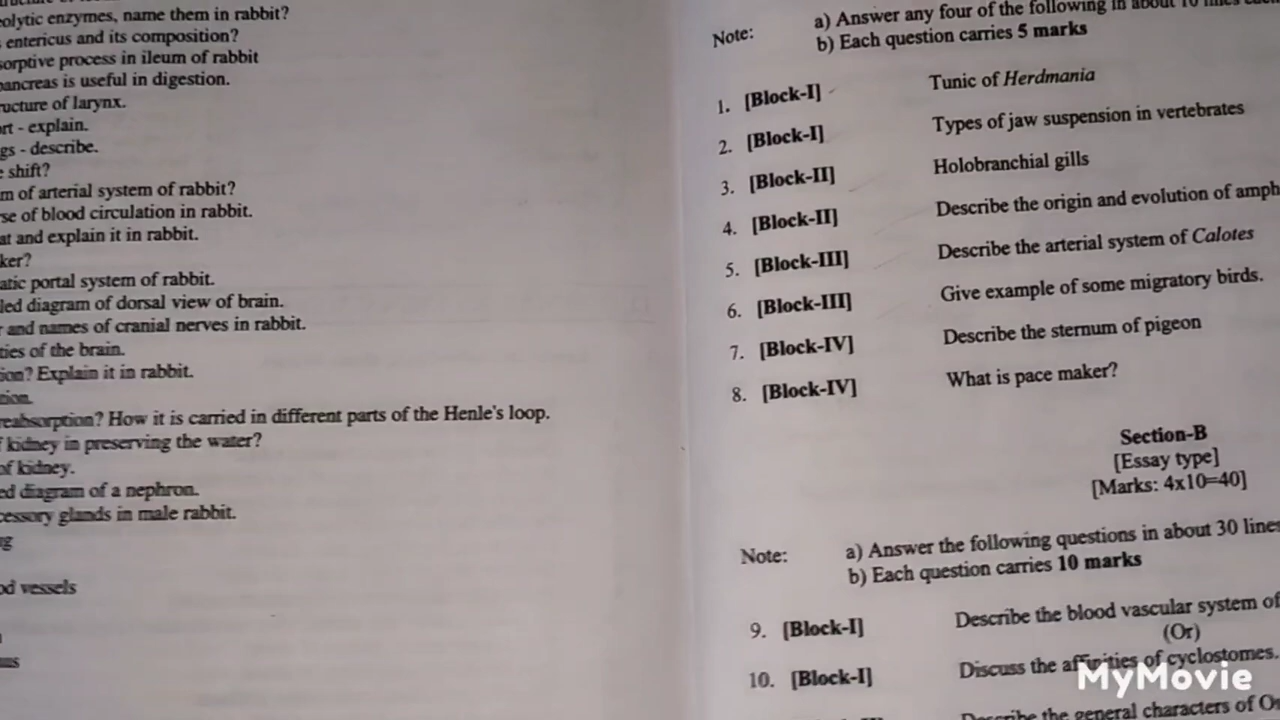 olytic enzymes, name them in rabbit?
entericus and its composition?
sorptive process in ileum of rabbit
pancreas is useful in digestion.
ructure of larynx.
rt - explain.
gs - describe.
shift?
m of arterial system of rabbit?
se of blood circulation in rabbit.
at and explain it in rabbit.
ker?
atic portal system of rabbit.
led diagram of dorsal view of brain.
and names of cranial nerves in rabbit.
ties of the brain.
ion? Explain it in rabbit.
tion.
reabsorption? How it is carried in different parts of the Henle's loop.
f kidney in preserving the water?
of kidney.
ed diagram of a nephron.
cessory glands in male rabbit.
g
od vessels
Note: a) Answer any four of the following in about 10 lines each
b) Each question carries 5 marks
1. [Block-I] Tunic of Herdmania
2. [Block-I] Types of jaw suspension in vertebrates
3. [Block-II] Holobranchial gills
4. [Block-II] Describe the origin and evolution of amph
5. [Block-III] Describe the arterial system of Calotes
6. [Block-III] Give example of some migratory birds.
7. [Block-IV] Describe the sternum of pigeon
8. [Block-IV] What is pace maker?
Section-B
[Essay type]
[Marks: 4x10=40]
Note: a) Answer the following questions in about 30 lines
b) Each question carries 10 marks
9. [Block-I] Describe the blood vascular system of
(Or)
10. [Block-I] Discuss the affinities of cyclostomes.
Describe the general characters of
MyMovie